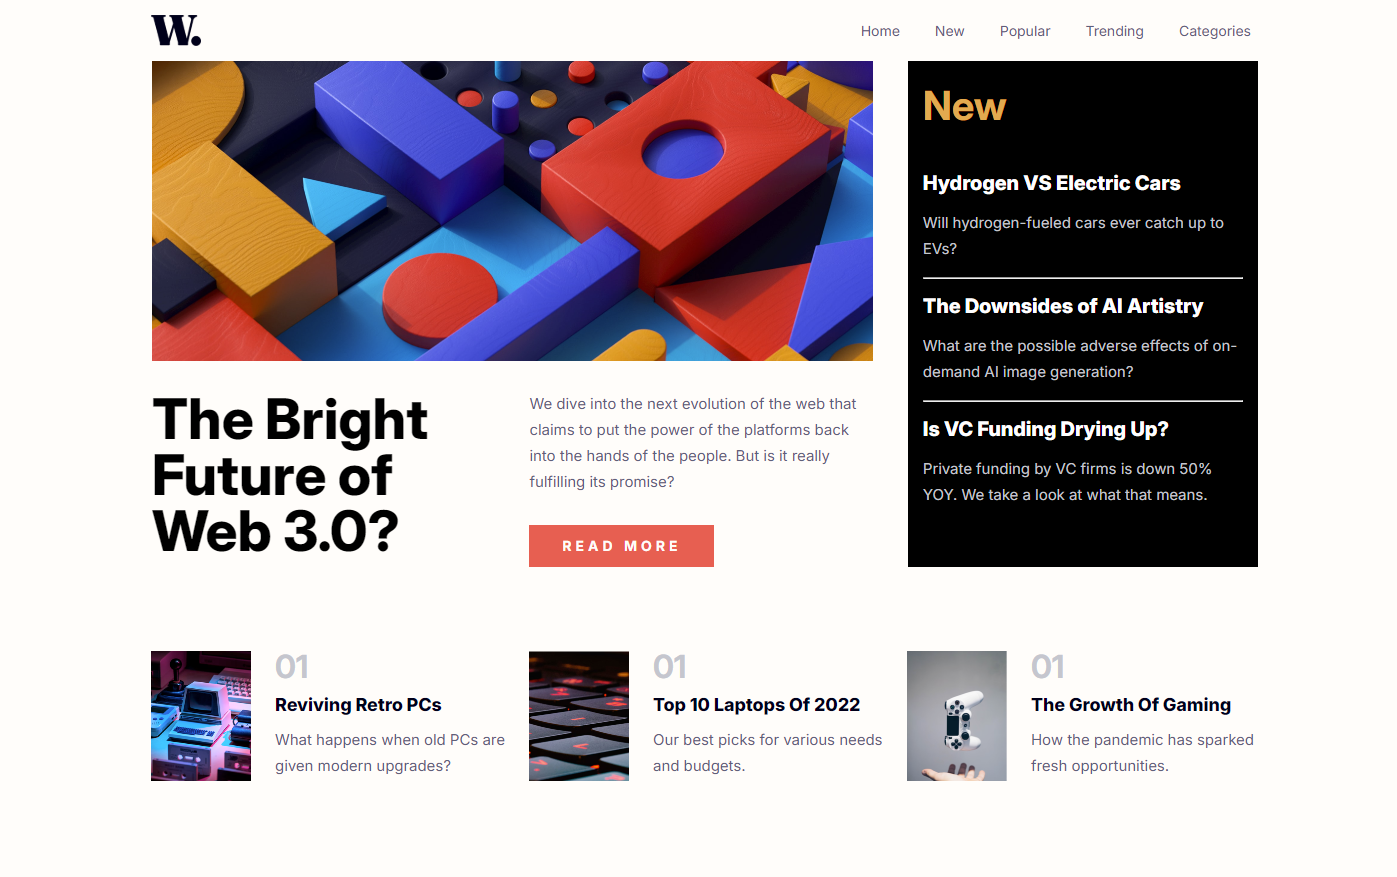 W.
Home
New
Popular
Trending
Categories
New
Hydrogen VS Electric Cars
Will hydrogen-fueled cars ever catch up to
EVs?
The Downsides of AI Artistry
What are the possible adverse effects of on-
demand AI image generation?
Is VC Funding Drying Up?
Private funding by VC firms is down 50%
YOY. We take a look at what that means.
The Bright
Future of
Web 3.0?
We dive into the next evolution of the web that
claims to put the power of the platforms back
into the hands of the people. But is it really
fulfilling its promise?
READ MORE
01
Reviving Retro PCs
What happens when old PCs are
given modern upgrades?
01
Top 10 Laptops Of 2022
Our best picks for various needs
and budgets.
01
The Growth Of Gaming
How the pandemic has sparked
fresh opportunities.